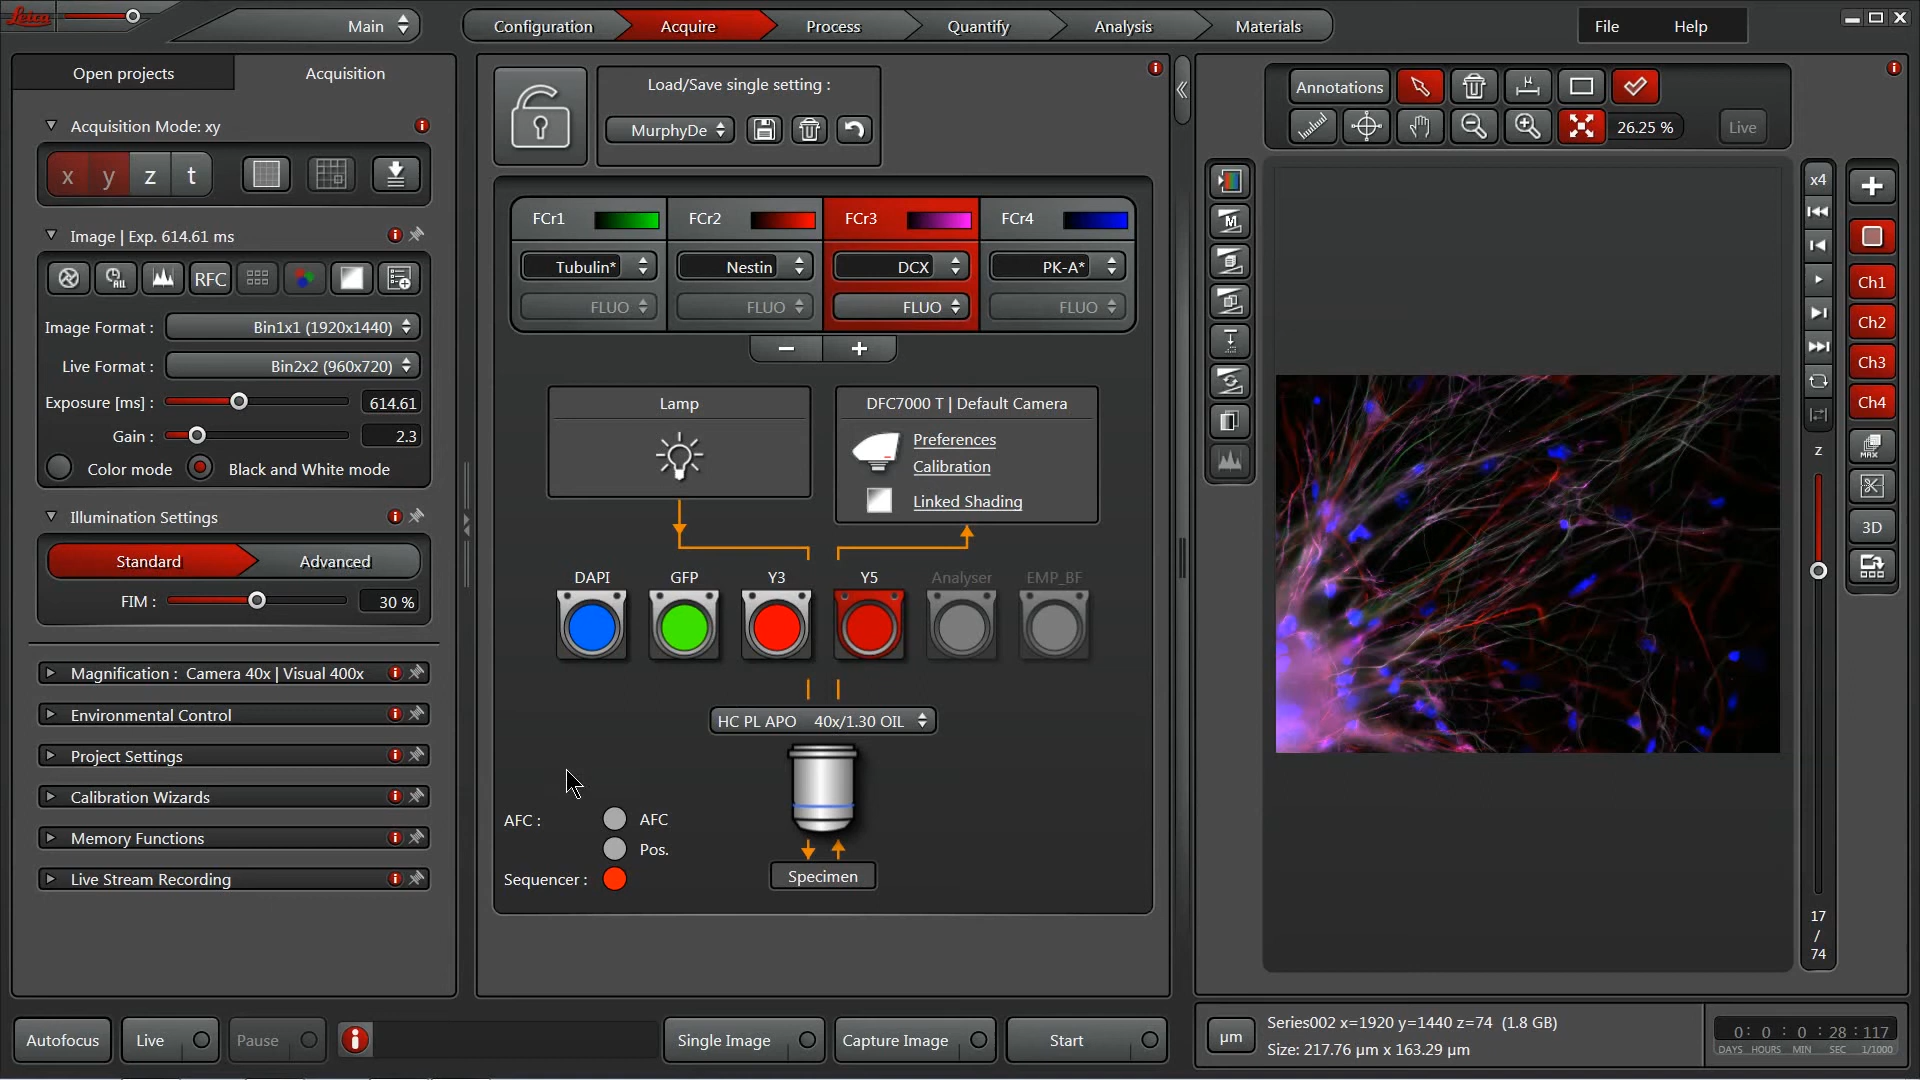 Leica
Main
Configuration
Acquire
Process
Quantify
Analysis
Materials
File
Help
Open projects
Acquisition
Acquisition Mode: xy
x
y
z
t
Image | Exp. 614.61 ms
ALL
RFC
Image Format :
Bin1x1 (1920x1440)
Live Format :
Bin2x2 (960x720)
Exposure [ms] :
614.61
Gain :
2.3
Color mode
Black and White mode
Illumination Settings
Standard
Advanced
FIM :
30 %
Magnification : Camera 40x | Visual 400x
Environmental Control
Project Settings
Calibration Wizards
Memory Functions
Live Stream Recording
Load/Save single setting :
MurphyDe
FCr1
FCr2
FCr3
FCr4
Tubulin*
Nestin
DCX
PK-A*
FLUO
FLUO
FLUO
FLUO
−
+
Lamp
DFC7000 T | Default Camera
Preferences
Calibration
Linked Shading
DAPI
GFP
Y3
Y5
Analyser
EMP_BF
HC PL APO 40x/1.30 OIL
AFC :
AFC
Pos.
Sequencer :
Specimen
Annotations
26.25 %
Live
M
x4
Ch1
Ch2
Ch3
Ch4
MAX
3D
z
17
/
74
Autofocus
Live
Pause
Single Image
Capture Image
Start
µm
Series002 x=1920 y=1440 z=74 (1.8 GB)
Size: 217.76 µm x 163.29 µm
0: 0 : 0 : 28 : 117
DAYS HOURS MIN SEC 1/1000